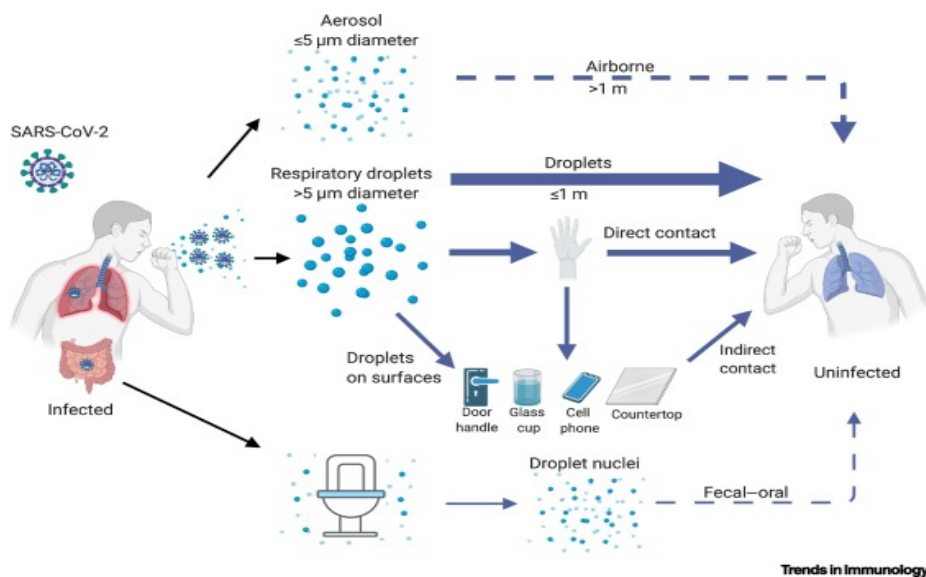 Aerosol
≤5 μm diameter
Airborne
>1 m
SARS-CoV-2
Respiratory droplets
>5 μm diameter
Droplets
≤1 m
Direct contact
Droplets
on surfaces
Indirect
contact
Door
handle
Glass
cup
Cell
phone
Countertop
Infected
Uninfected
Droplet nuclei
Fecal–oral
Trends in Immunology